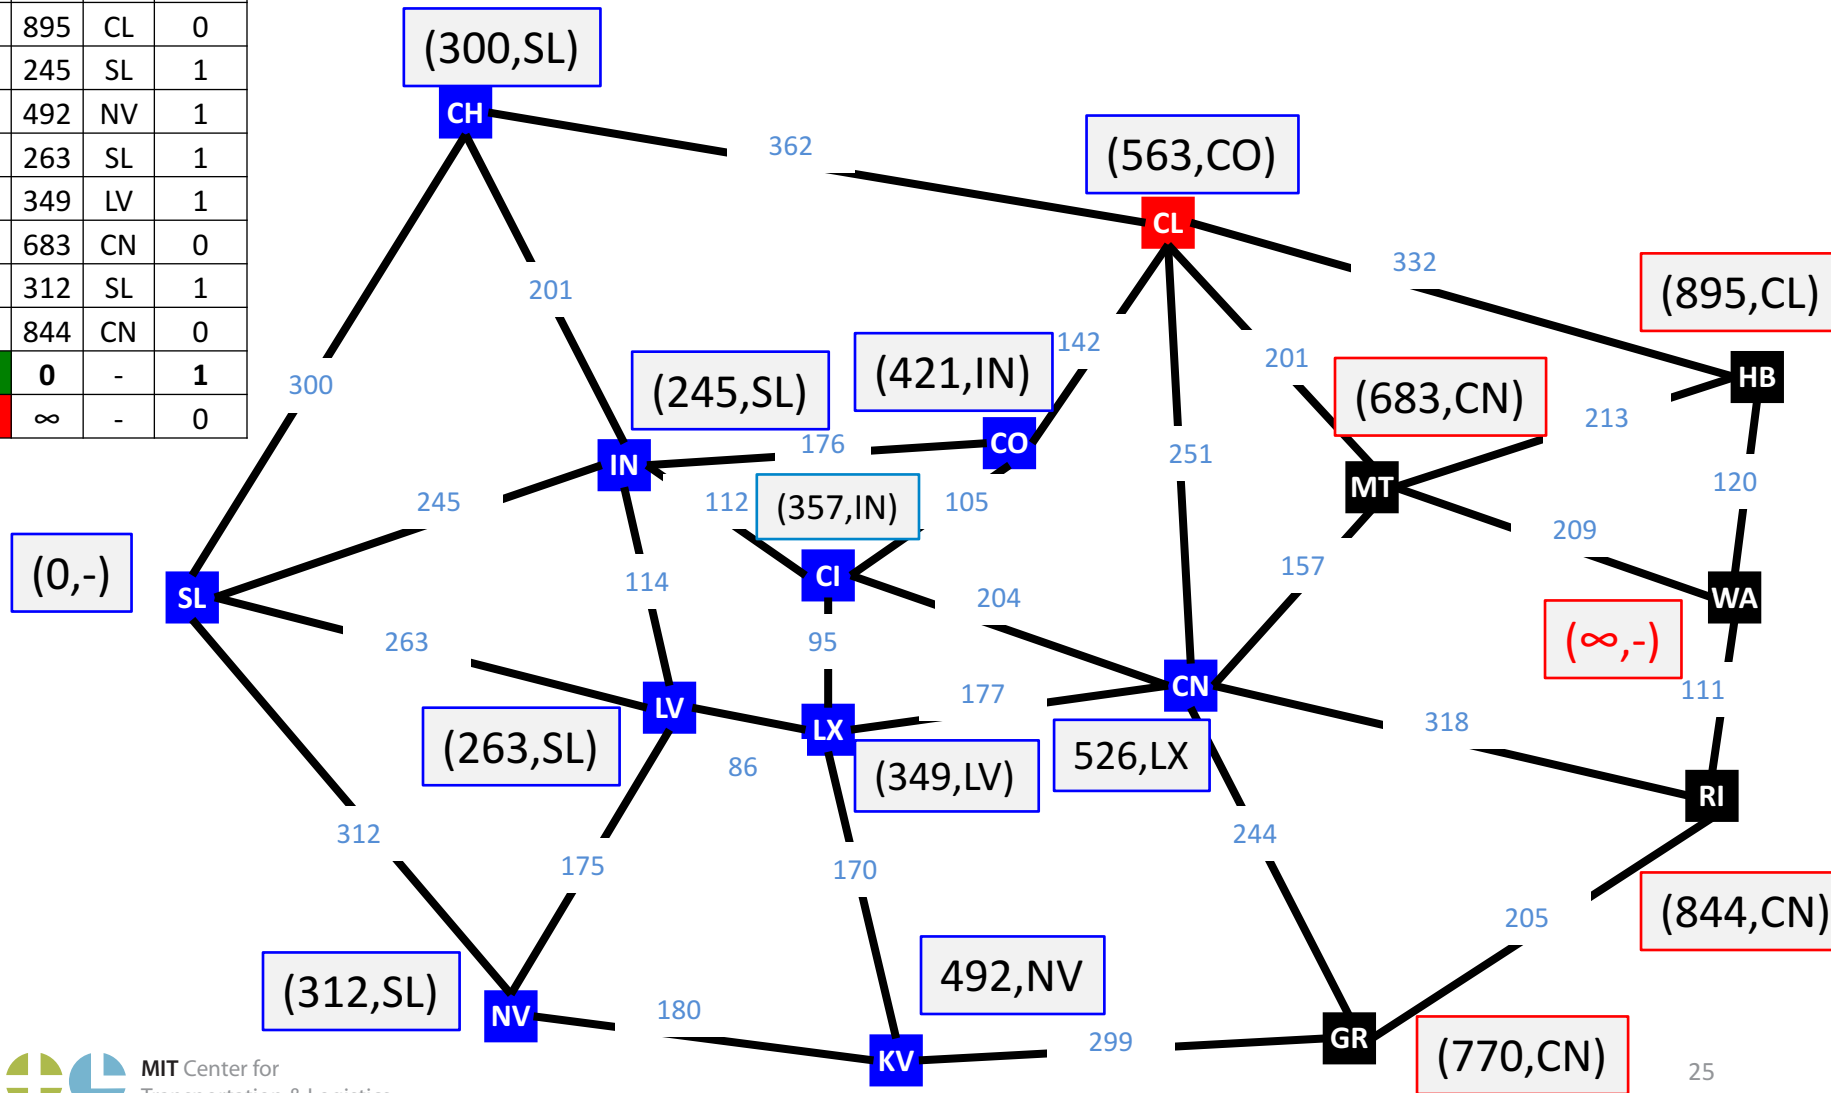 895 CL 0
245 SL 1
492 NV 1
263 SL 1
349 LV 1
683 CN 0
312 SL 1
844 CN 0
0 - 1
∞ - 0
(300,SL)
CH
362
(563,CO)
CL
332
(895,CL)
HB
201
300
(245,SL)
(421,IN)
142
201
(683,CN)
213
IN
176
CO
251
MT
120
245
112
(357,IN)
105
209
(0,-)
SL
114
CI
204
157
WA
(∞,-)
263
95
177
CN
111
LV
LX
318
(263,SL)
86
(349,LV)
526,LX
RI
312
175
170
244
205
(844,CN)
(312,SL)
NV
180
492,NV
KV
299
GR
(770,CN)
MIT Center for
Transportation & Logistics
25